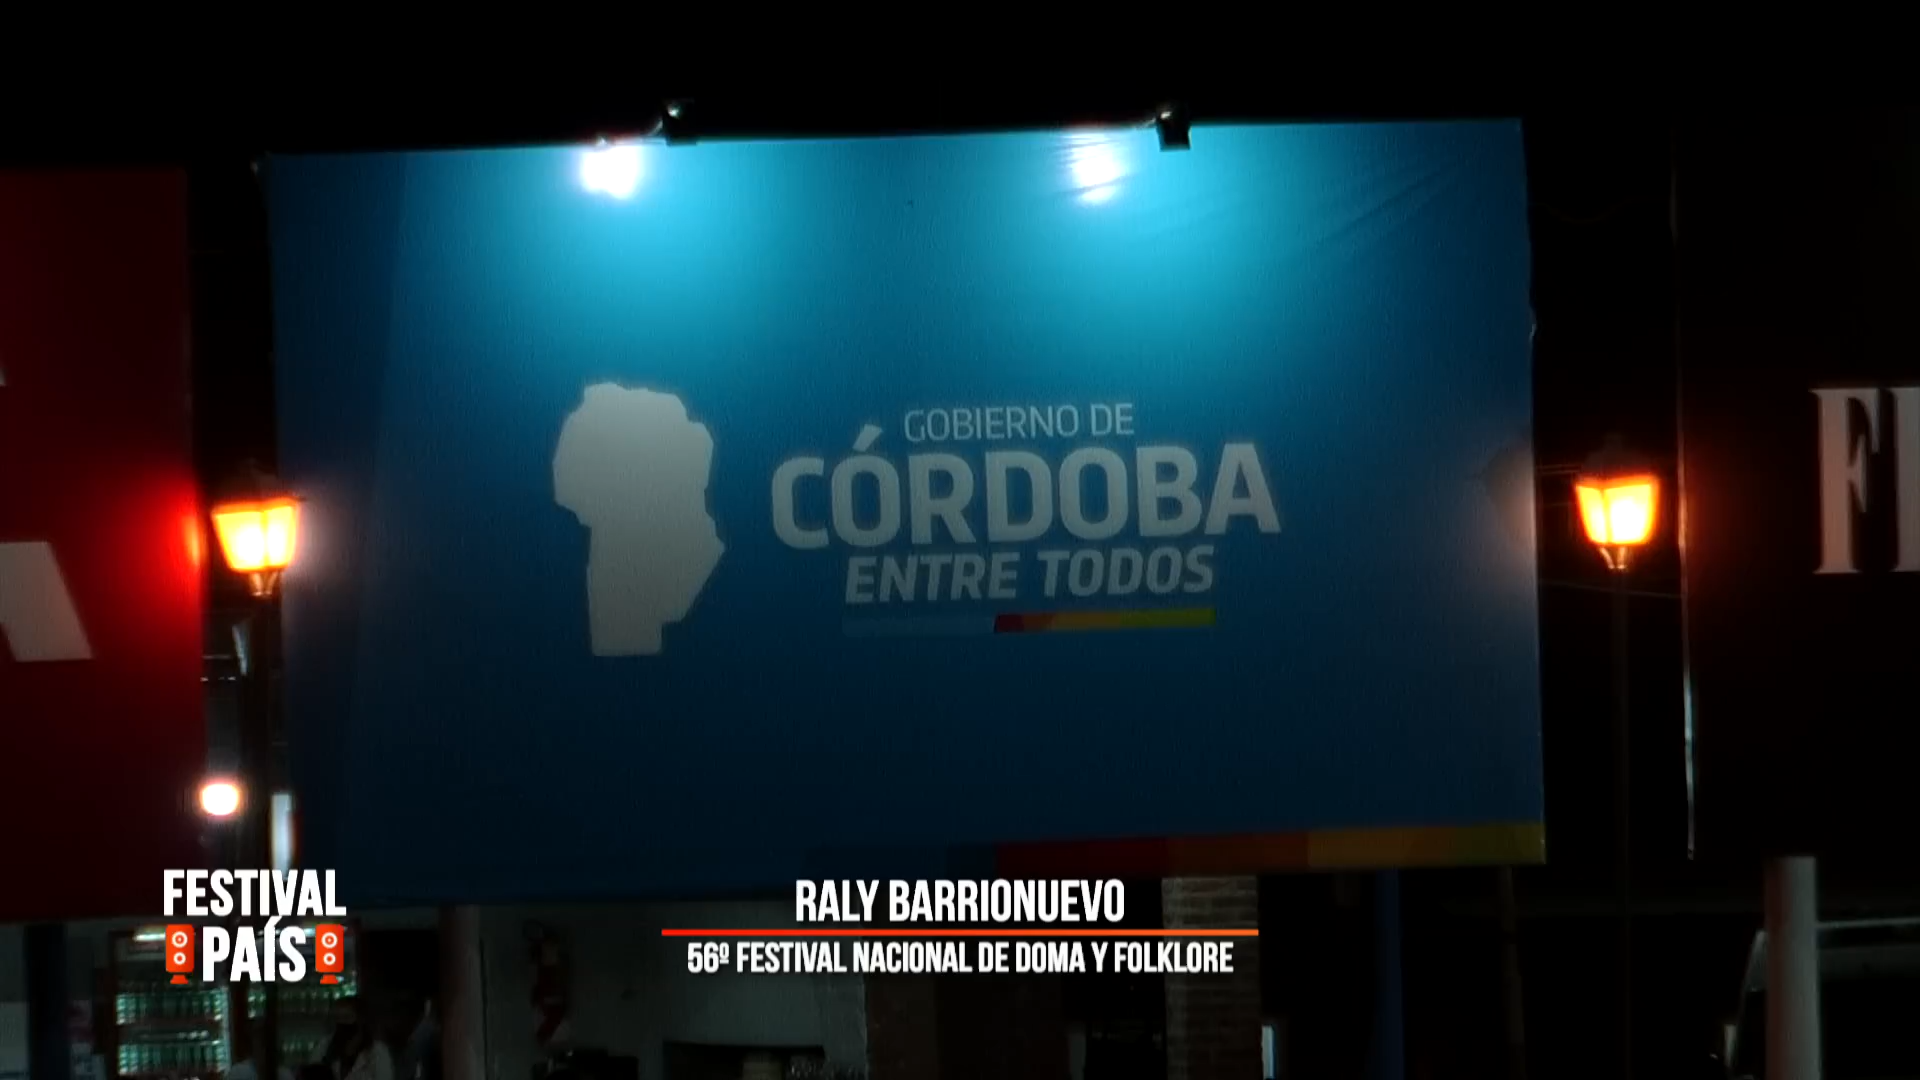 GOBIERNO DE
CÓRDOBA
ENTRE TODOS
FESTIVAL
PAÍS
RALY BARRIONUEVO
56º FESTIVAL NACIONAL DE DOMA Y FOLKLORE